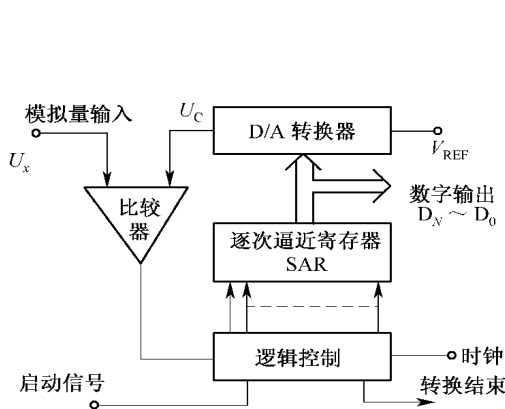 模拟量输入
U_C
D/A 转换器
V_REF
U_x
比较器
数字输出
D_N ～ D_0
逐次逼近寄存器
SAR
逻辑控制
时钟
启动信号
转换结束